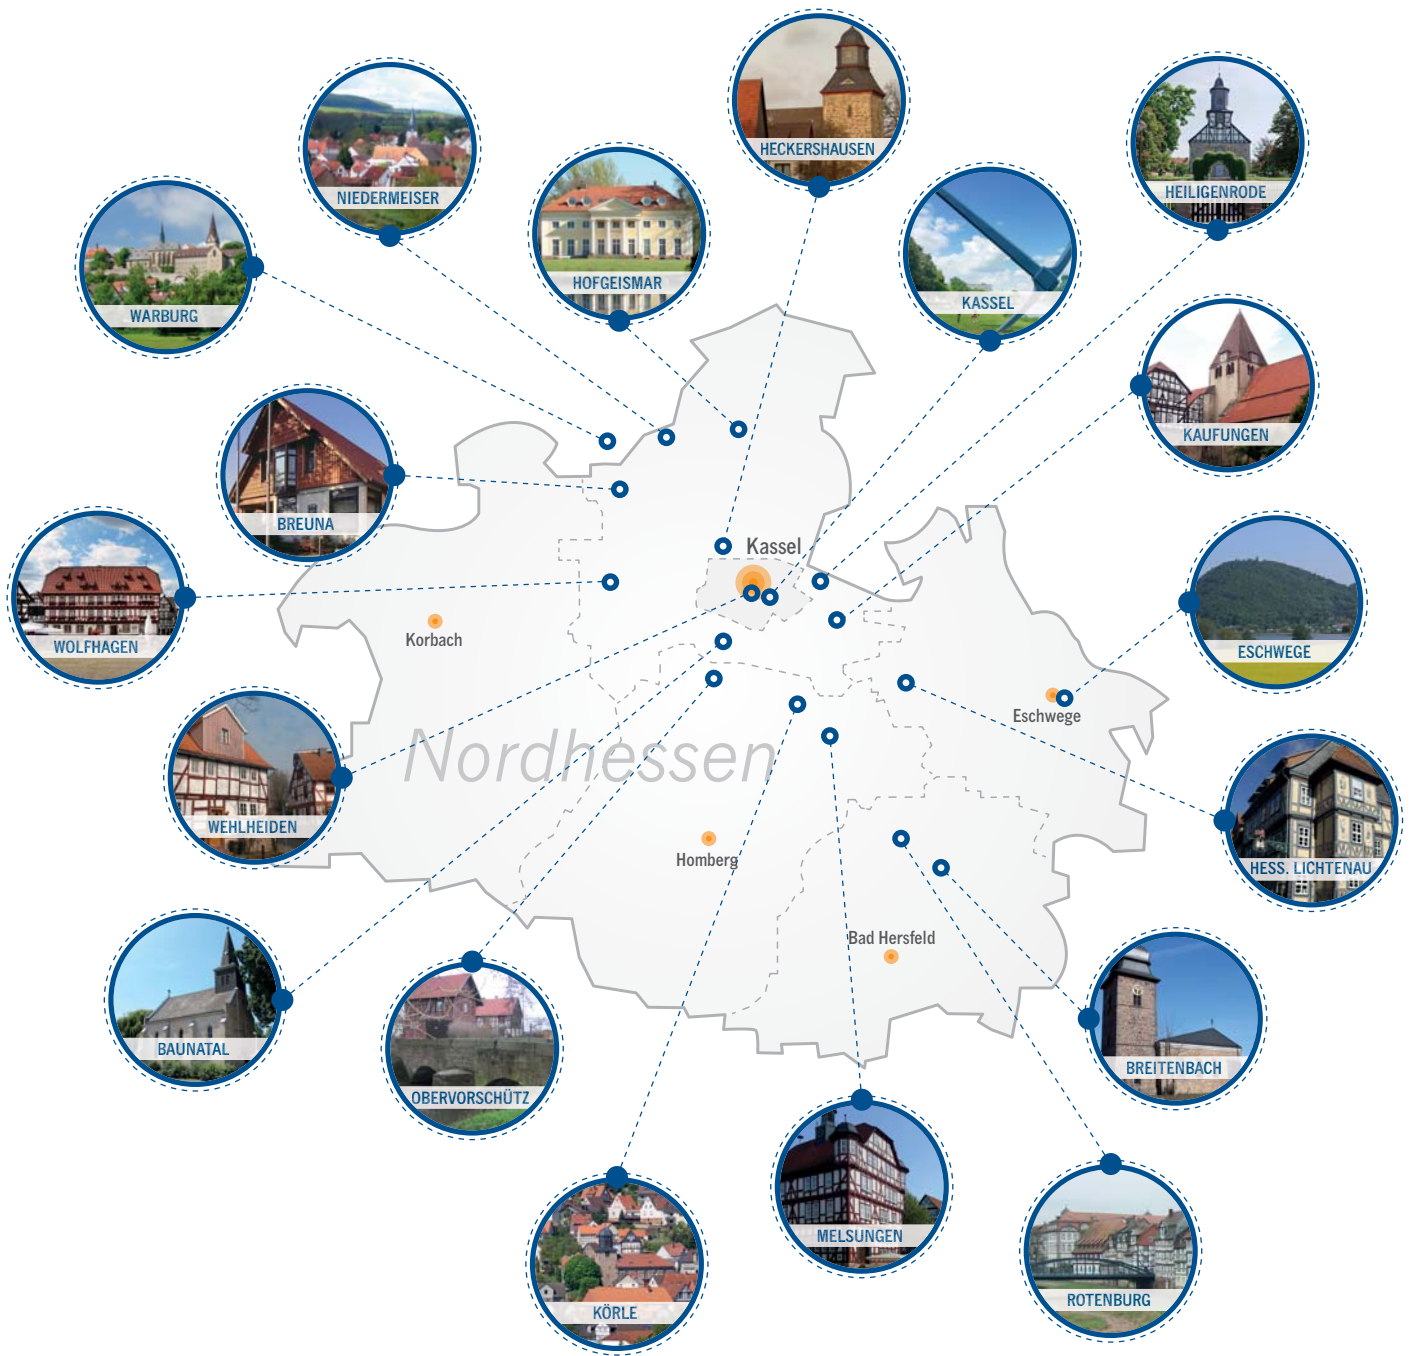 HECKERSHAUSEN
HEILIGENRODE
NIEDERMEISER
HOFGEISMAR
KASSEL
WARBURG
KAUFUNGEN
BREUNA
Kassel
WOLFHAGEN
Korbach
ESCHWEGE
Eschwege
Nordhessen
WEHLHEIDEN
Homberg
HESS. LICHTENAU
Bad Hersfeld
BAUNATAL
BREITENBACH
OBERVORSCHÜTZ
MELSUNGEN
ROTENBURG
KÖRLE